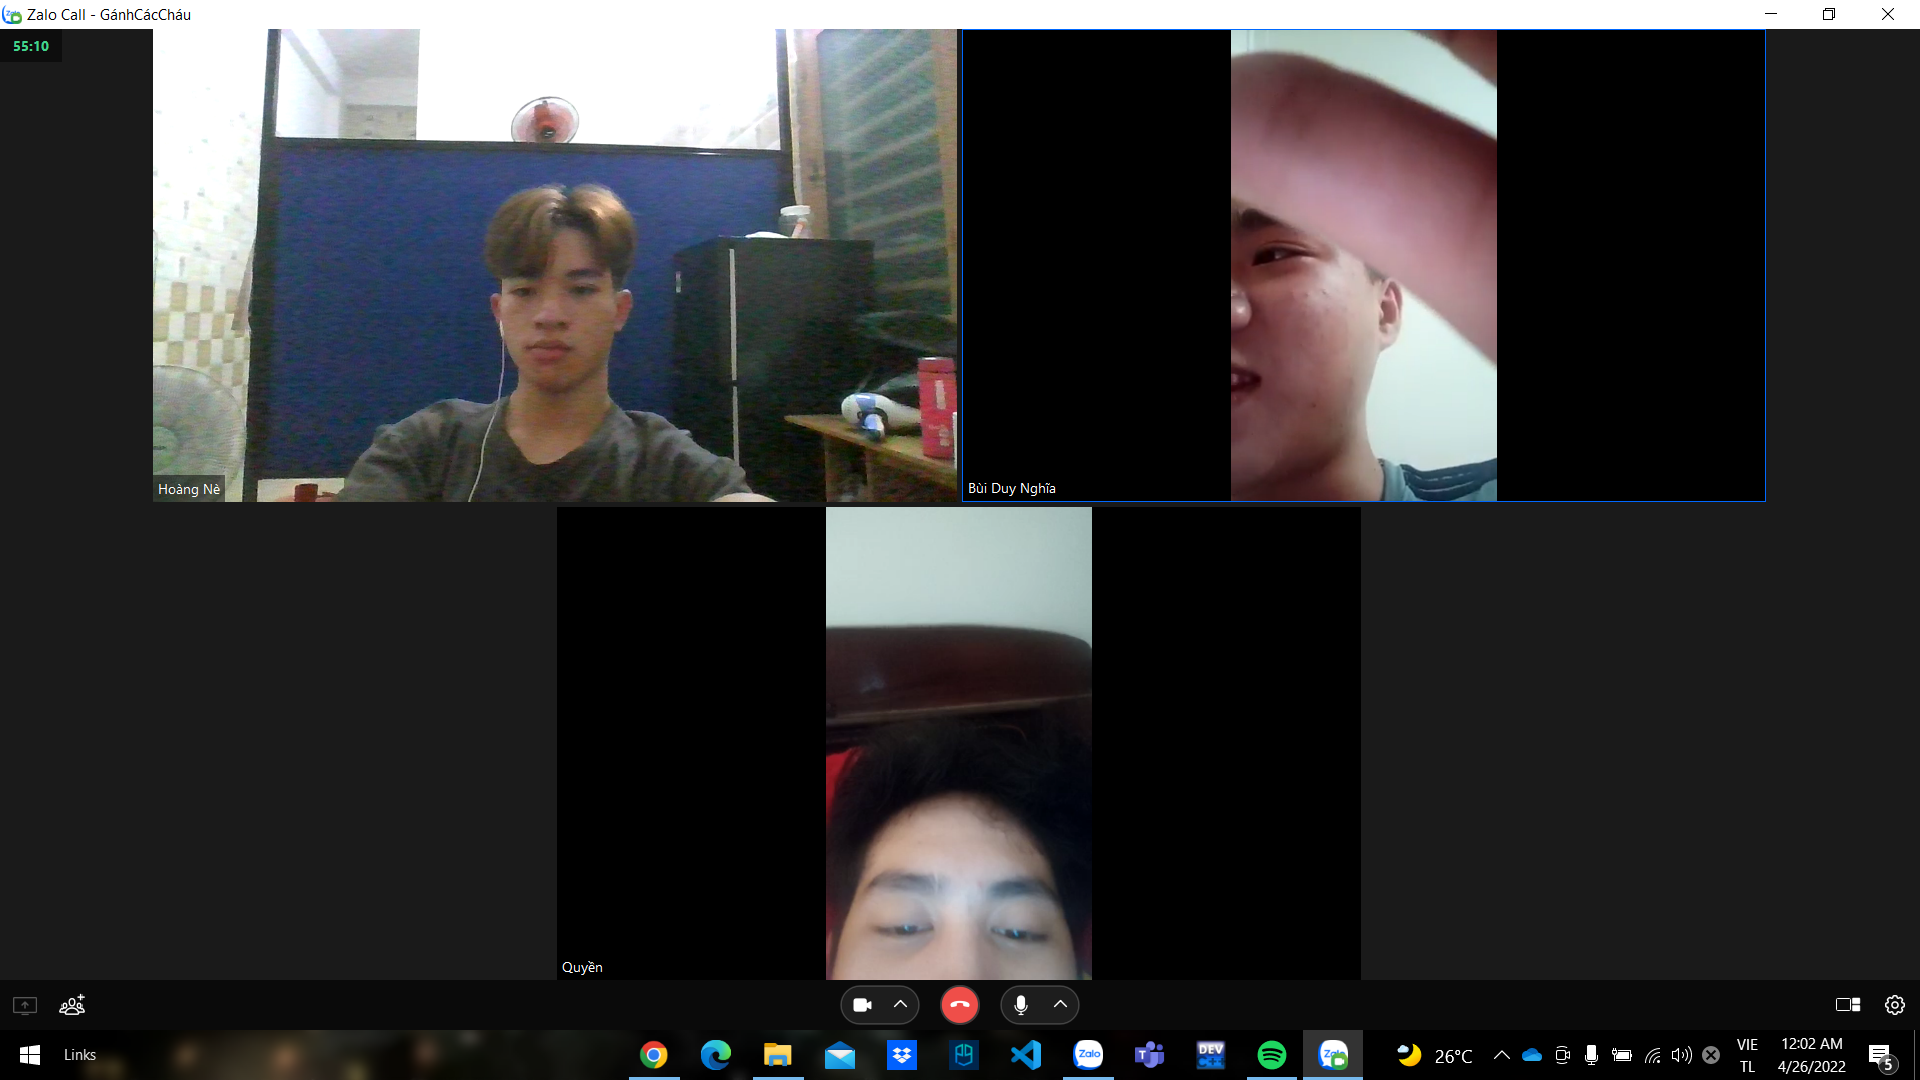 Zalo Call - GánhCácCháu
55:10
Hoàng Nè
Bùi Duy Nghĩa
Quyền
Links
Zalo
DEV
C++
Zalo
26°C
VIE
TL
12:02 AM
4/26/2022
5